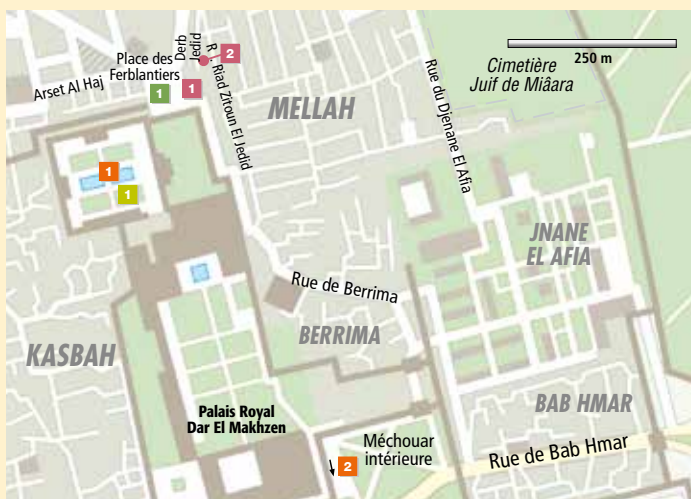 Derb
Jedid
R. Riad Zitoun El Jedid
2
Place des
Ferblantiers
1
1
Arset Al Haj
MELLAH
Rue du Djenane El Afia
250 m
Cimetière
Juif de Miâara
1
1
JNANE
EL AFIA
Rue de Berrima
BERRIMA
KASBAH
BAB HMAR
Palais Royal
Dar El Makhzen
Méchouar
intérieure
2
Rue de Bab Hmar